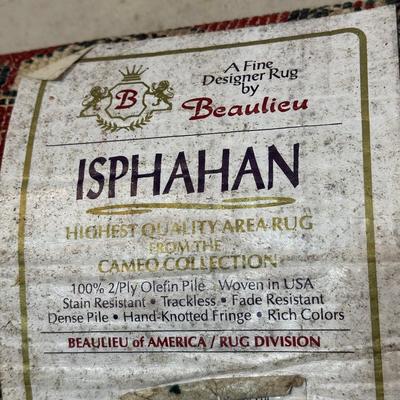 A Fine
Designer Rug
by
Beaulieu
B
ISPHAHAN
HIGHEST QUALITY AREA RUG
FROM THE
CAMEO COLLECTION
100% 2/Ply Olefin Pile Woven in USA
Stain Resistant • Trackless • Fade Resistant
Dense Pile • Hand-Knotted Fringe • Rich Colors
BEAULIEU of AMERICA / RUG DIVISION